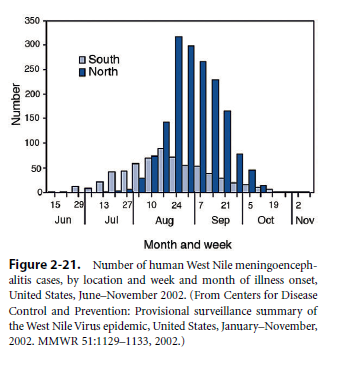 350
300
250
200
150
100
50
0
Number
South
North
15 29 13 27 10 24 7 21 5 19 2
Jun Jul Aug Sep Oct Nov
Month and week
Figure 2-21. Number of human West Nile meningoenceph-
alitis cases, by location and week and month of illness onset,
United States, June–November 2002. (From Centers for Disease
Control and Prevention: Provisional surveillance summary of
the West Nile Virus epidemic, United States, January–November,
2002. MMWR 51:1129–1133, 2002.)